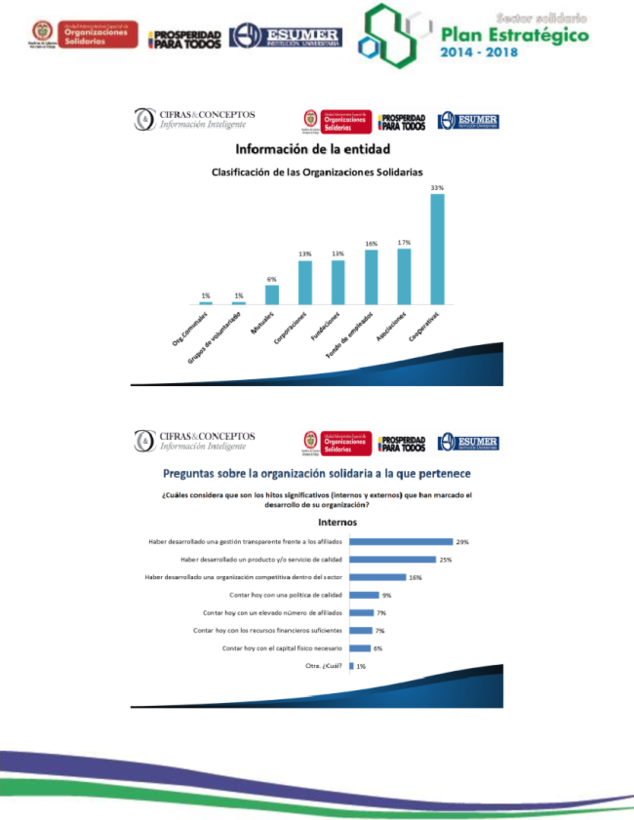 Unidad Administrativa Especial de
Organizaciones
Solidarias
PROSPERIDAD
PARA TODOS
ESUMER
INSTITUCIÓN UNIVERSITARIA
Sector solidario
Plan Estratégico
2014 - 2018
CIFRAS&CONCEPTOS
Información Inteligente
Organizaciones
Solidarias
PROSPERIDAD
PARA TODOS
ESUMER
Información de la entidad
Clasificación de las Organizaciones Solidarias
33%
17%
16%
13%
13%
6%
1%
1%
Org.Comunales
Grupos de voluntariado
Mutuales
Corporaciones
Fundaciones
Fondo de empleados
Asociaciones
Cooperativas
CIFRAS&CONCEPTOS
Información Inteligente
Organizaciones
Solidarias
PROSPERIDAD
PARA TODOS
ESUMER
Preguntas sobre la organización solidaria a la que pertenece
¿Cuáles considera que son los hitos significativos (internos y externos) que han marcado el
desarrollo de su organización?
Internos
Haber desarrollado una gestión transparente frente a los afiliados 29%
Haber desarrollado un producto y/o servicio de calidad 25%
Haber desarrollado una organización competitiva dentro del sector 16%
Contar hoy con una política de calidad 9%
Contar hoy con un elevado número de afiliados 7%
Contar hoy con los recursos financieros suficientes 7%
Contar hoy con el capital físico necesario 6%
Otra. ¿Cuál? 1%